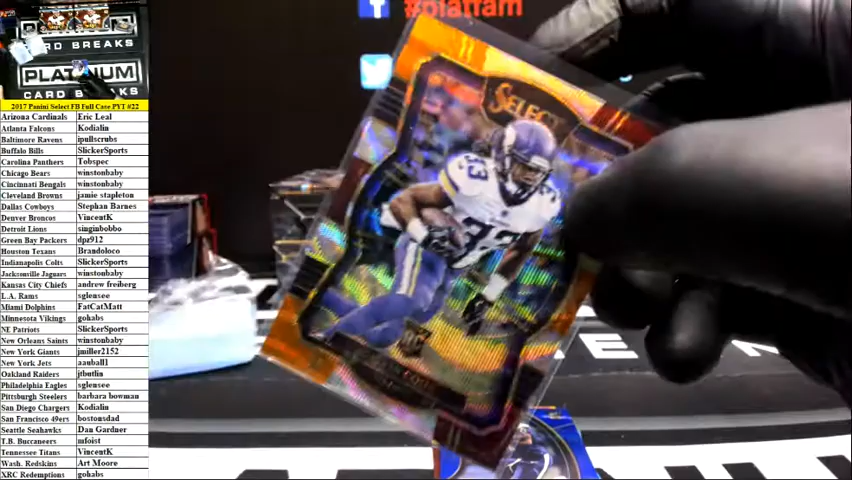 #platfam
CARD BREAKS
PLATINUM
CARD BREAKS
2017 Panini Select FB Full Case PYT #22
Arizona Cardinals Eric Leal
Atlanta Falcons Kodialin
Baltimore Ravens ipullscrubs
Buffalo Bills SlickerSports
Carolina Panthers Tobspec
Chicago Bears winstonbaby
Cincinnati Bengals winstonbaby
Cleveland Browns jamie stapleton
Dallas Cowboys Stephan Barnes
Denver Broncos VincentK
Detroit Lions singinbobbo
Green Bay Packers dpz912
Houston Texans Brandoloco
Indianapolis Colts SlickerSports
Jacksonville Jaguars winstonbaby
Kansas City Chiefs andrew freiberg
L.A. Rams sglensee
Miami Dolphins FatCatMatt
Minnesota Vikings gohabs
NE Patriots SlickerSports
New Orleans Saints winstonbaby
New York Giants jmiller2152
New York Jets aauball1
Oakland Raiders jtbutlin
Philadelphia Eagles sglensee
Pittsburgh Steelers barbara bowman
San Diego Chargers Kodialin
San Francisco 49ers bostonsdad
Seattle Seahawks Dan Gardner
T.B. Buccaneers mfoist
Tennessee Titans VincentK
Wash. Redskins Art Moore
XRC Redemptions gohabs
SELECT
33
33
RC